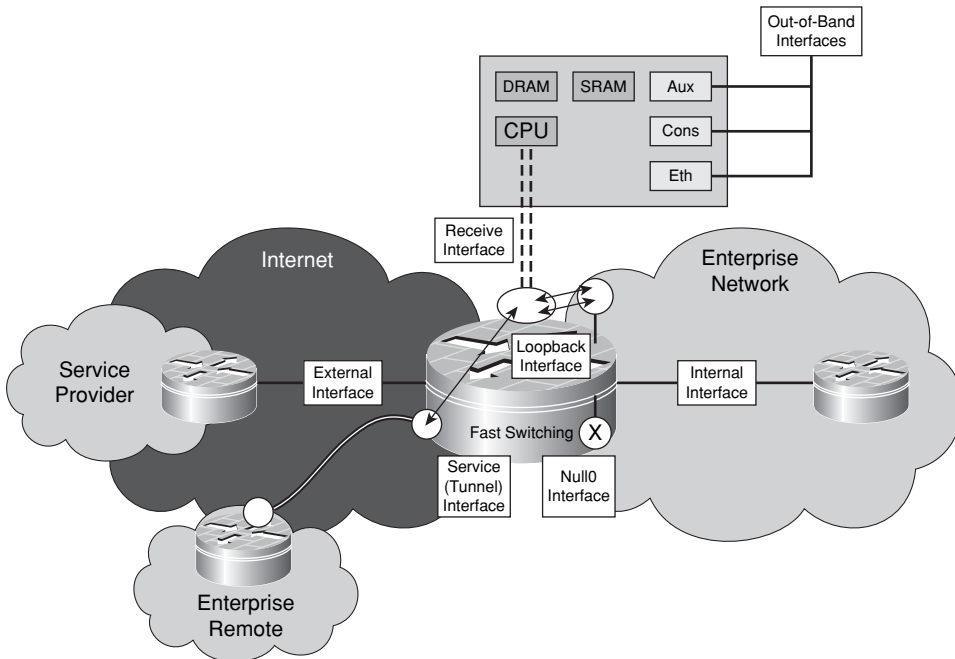 Out-of-Band
Interfaces
DRAM
SRAM
Aux
CPU
Cons
Eth
Receive
Interface
Internet
Enterprise
Network
Service
Provider
External
Interface
Loopback
Interface
Internal
Interface
Fast Switching
X
Service
(Tunnel)
Interface
Null0
Interface
Enterprise
Remote